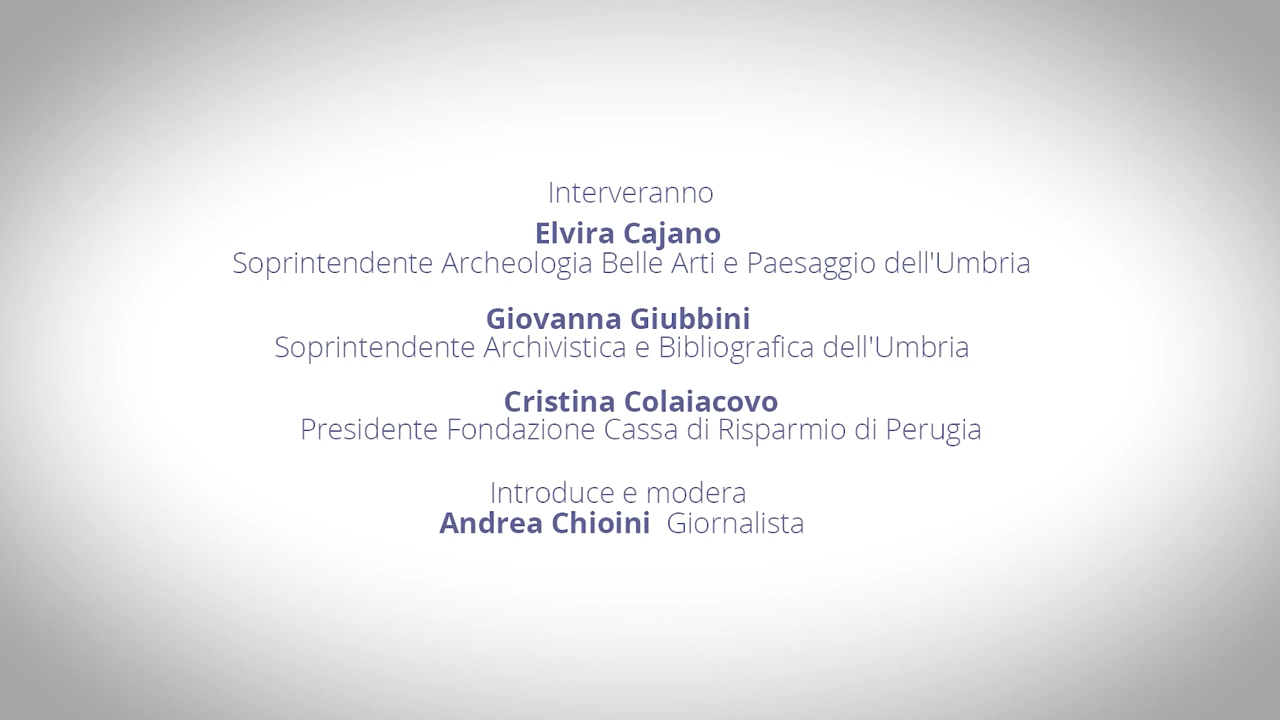 Interveranno
Elvira Cajano
Soprintendente Archeologia Belle Arti e Paesaggio dell'Umbria
Giovanna Giubbini
Soprintendente Archivistica e Bibliografica dell'Umbria
Cristina Colaiacovo
Presidente Fondazione Cassa di Risparmio di Perugia
Introduce e modera
Andrea Chioini Giornalista